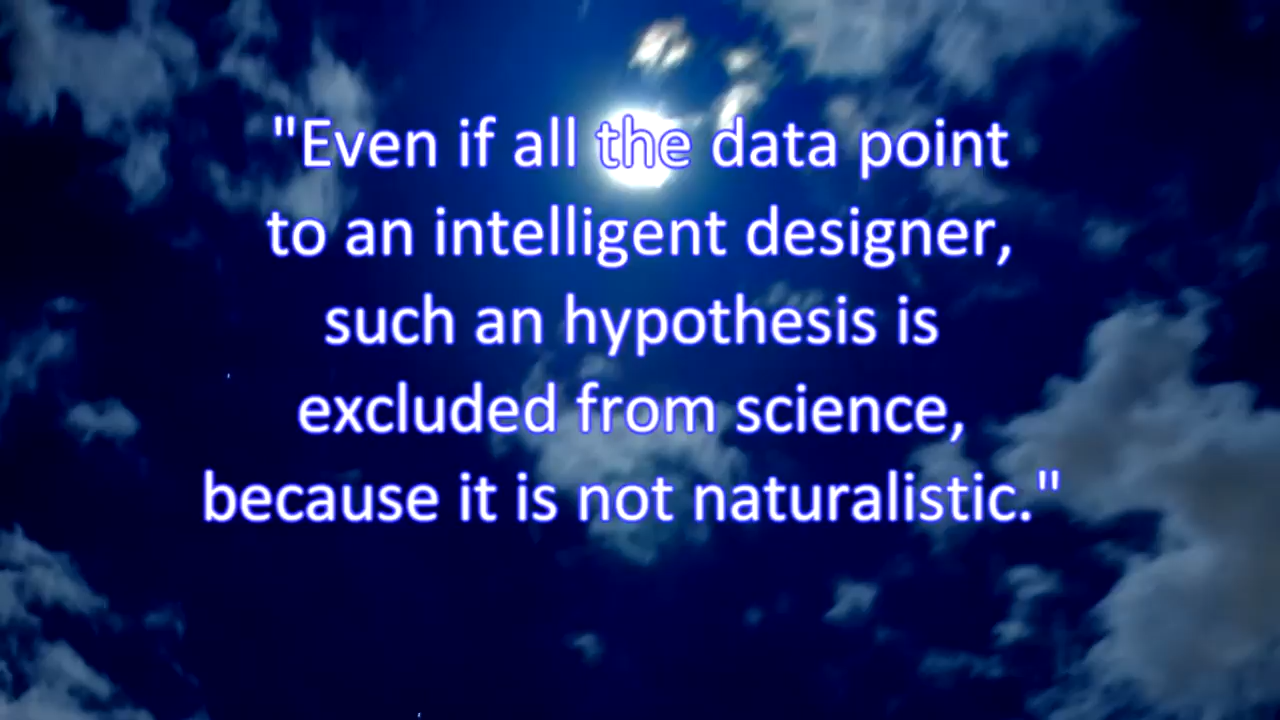 "Even if all the data point
to an intelligent designer,
such an hypothesis is
excluded from science,
because it is not naturalistic."